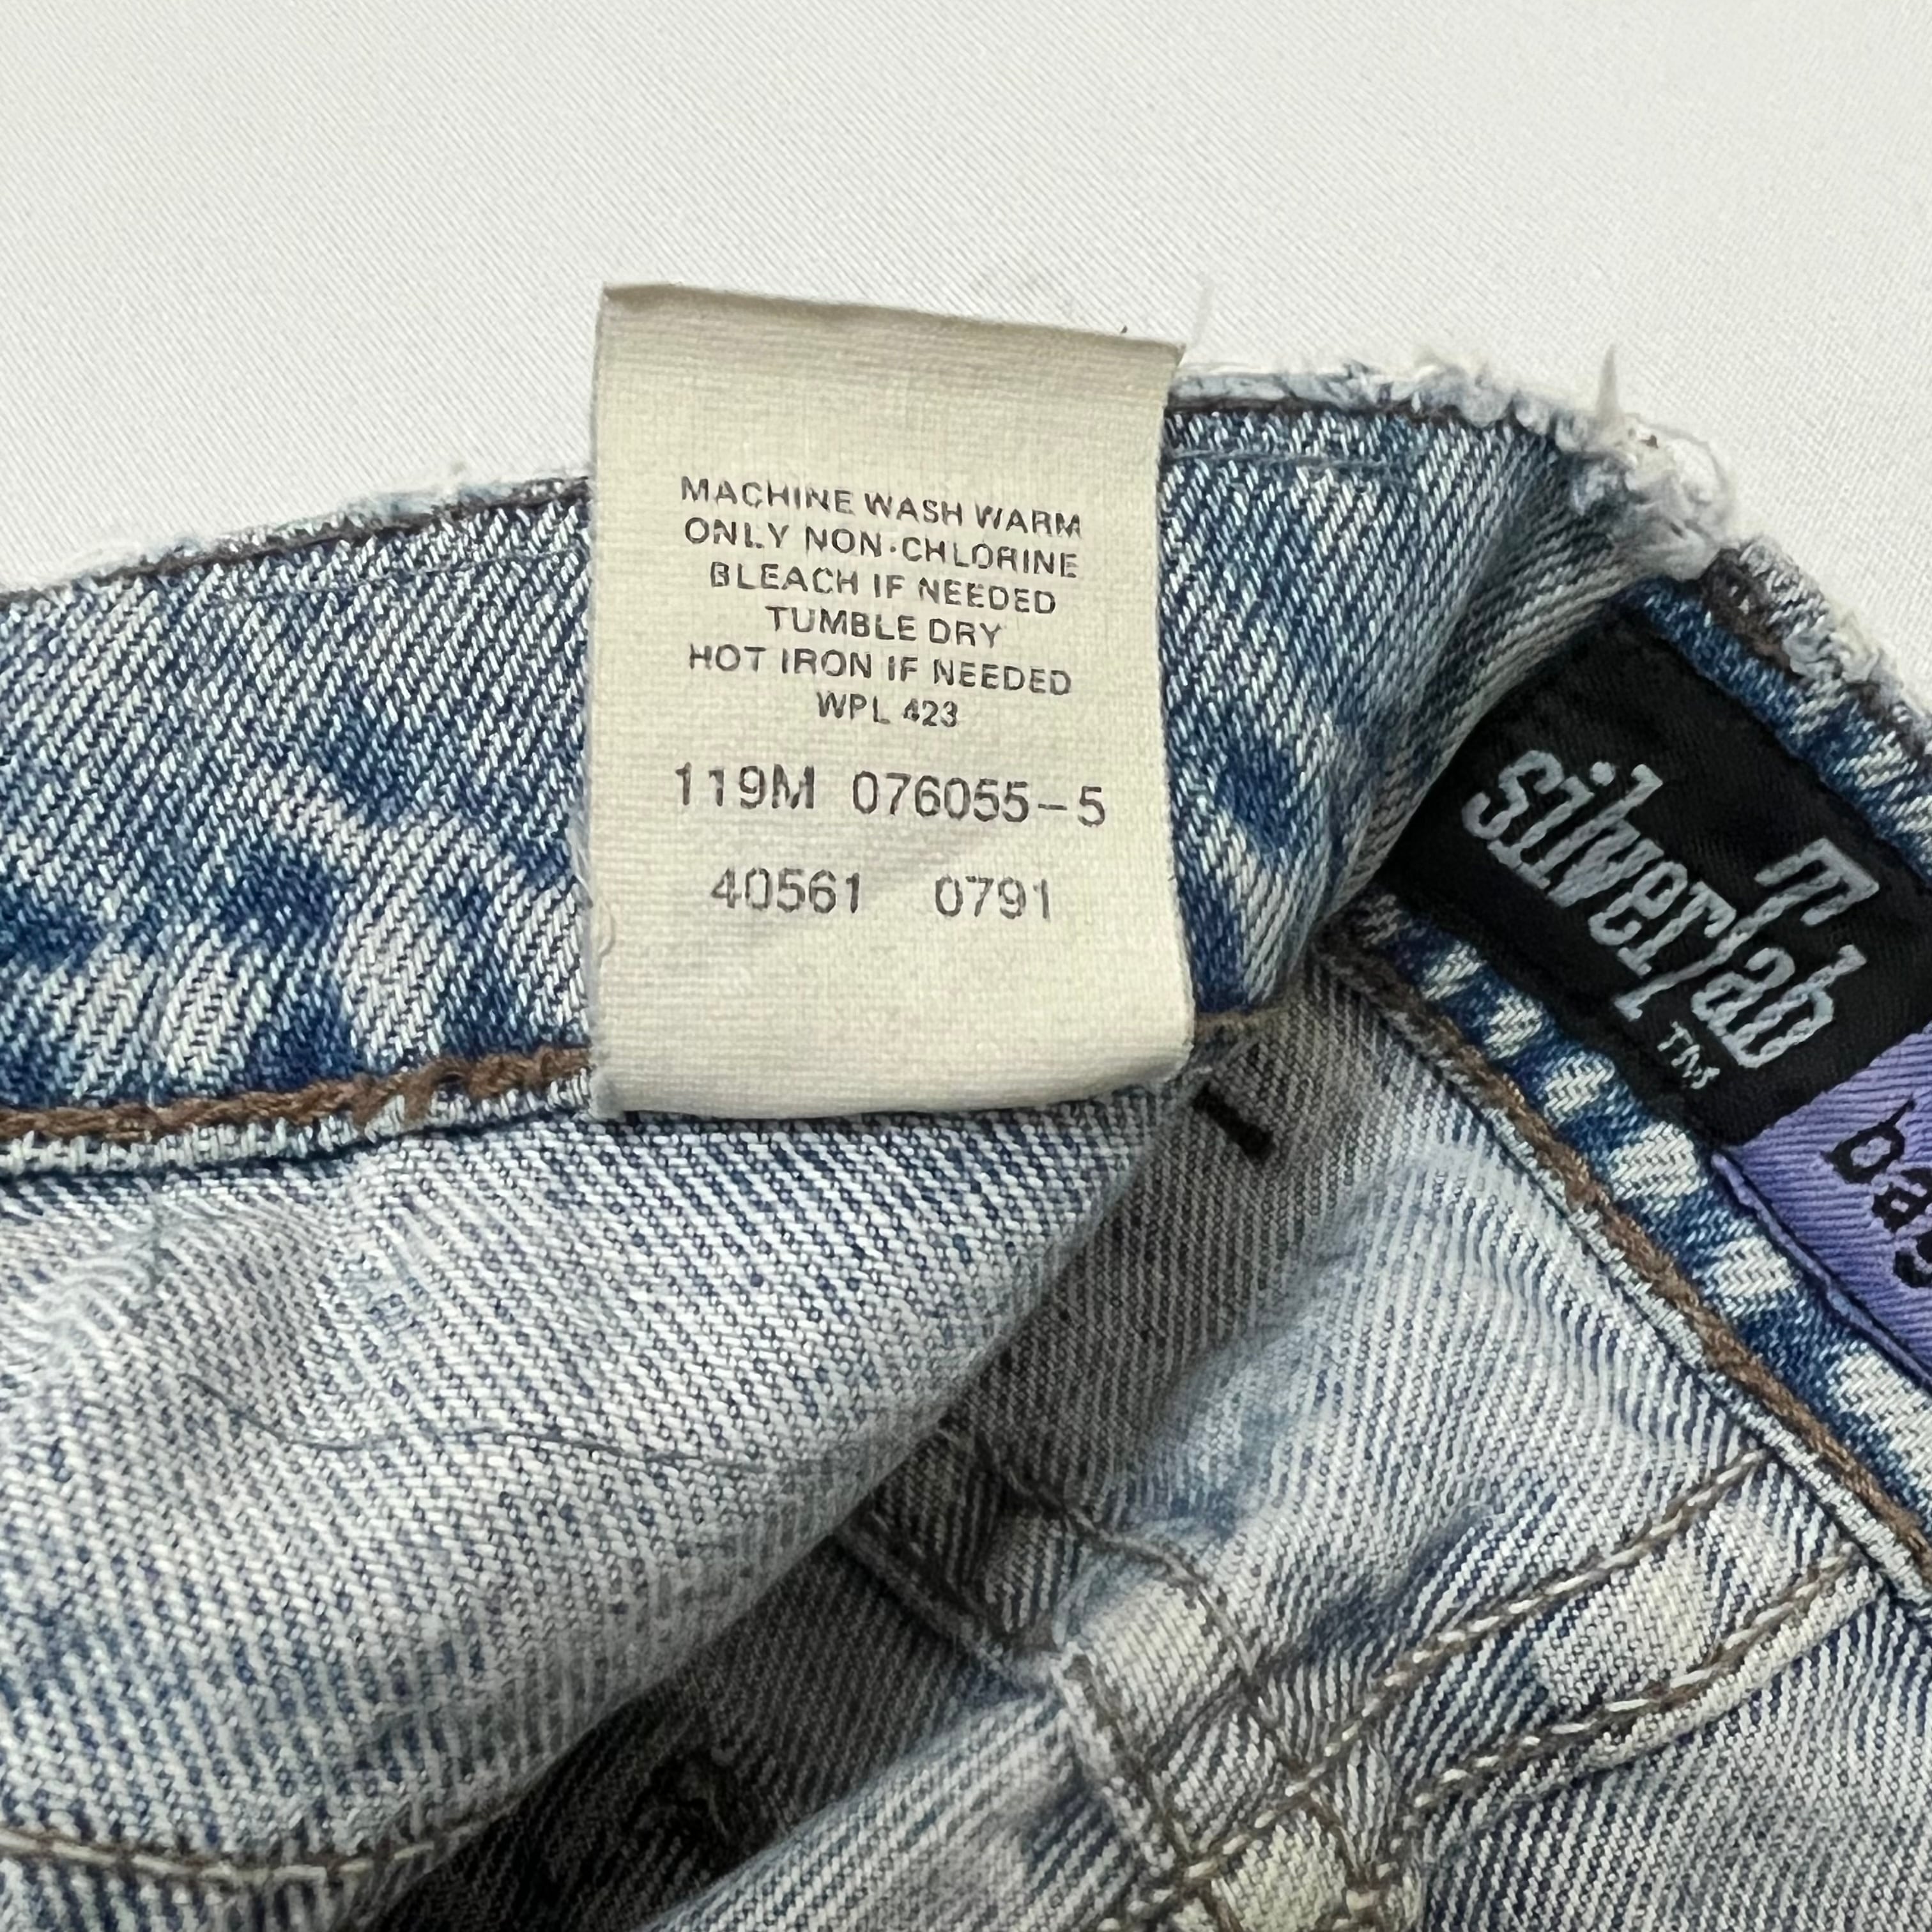 MACHINE WASH WARM
ONLY NON-CHLORINE
BLEACH IF NEEDED
TUMBLE DRY
HOT IRON IF NEEDED
WPL 423
119M 076055-5
40561 0791
silverTab
TM
bag